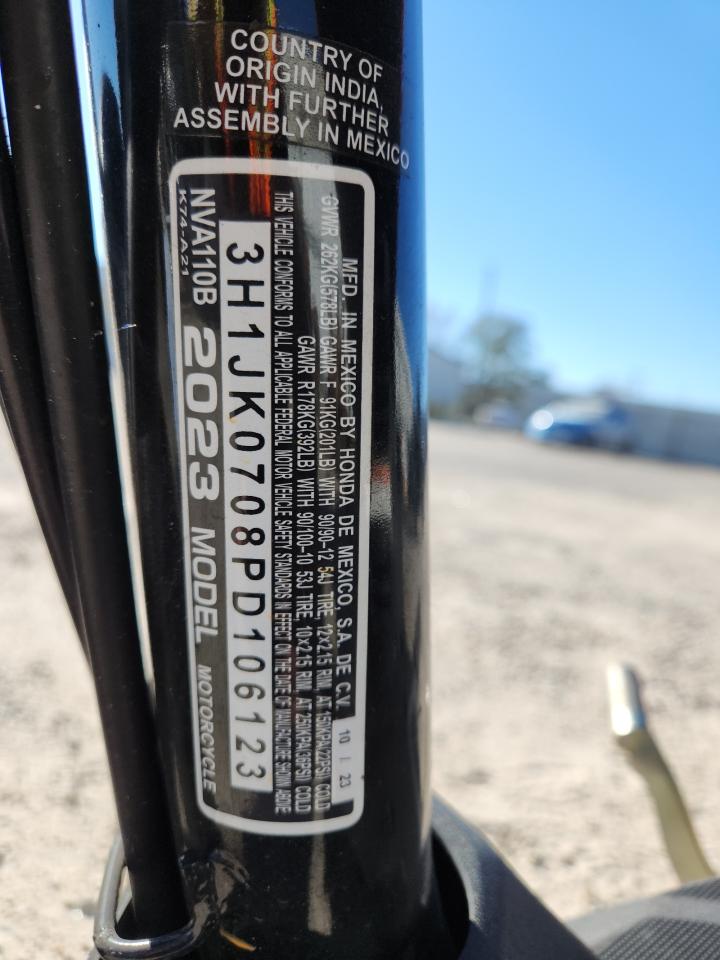 COUNTRY OF
ORIGIN INDIA,
WITH FURTHER
ASSEMBLY IN MEXICO
MFD. IN MEXICO BY HONDA DE MEXICO, S.A. DE C.V. 10 / 23
GVWR 262KG(578LB) GAWR F 91KG(201LB) WITH 90/90-12 54J TIRE, 12x2.15 RIM, AT 150KPA(22PSI) COLD
GAWR R178KG(392LB) WITH 90/100-10 53J TIRE, 10x2.15 RIM, AT 250KPA(36PSI) COLD
THIS VEHICLE CONFORMS TO ALL APPLICABLE FEDERAL MOTOR VEHICLE SAFETY STANDARDS IN EFFECT ON THE DATE OF MANUFACTURE SHOWN ABOVE
3H1JK0708PD106123
NVA110B 2023 MODEL MOTORCYCLE
K74-A21